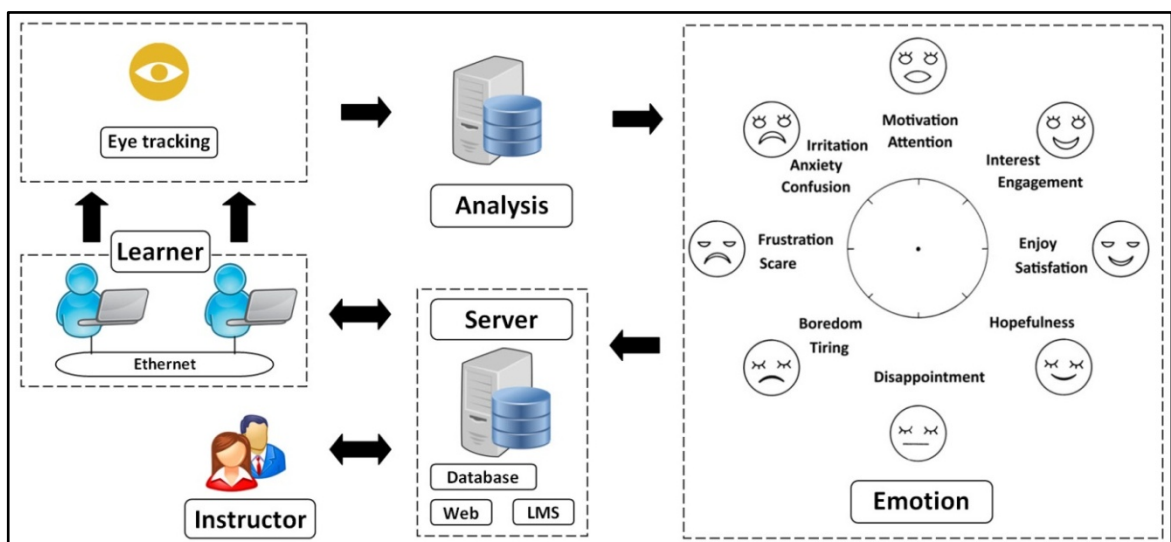 Eye tracking
Learner
Ethernet
Instructor
Analysis
Server
Database
Web
LMS
Motivation
Attention
Interest
Engagement
Enjoy
Satisfation
Hopefulness
Disappointment
Boredom
Tiring
Frustration
Scare
Irritation
Anxiety
Confusion
Emotion